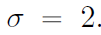 σ = 2.